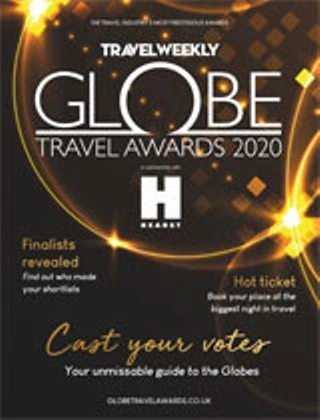 THE TRAVEL INDUSTRY'S MOST PRESTIGIOUS AWARDS
TRAVELWEEKLY
GLOBE
TRAVEL AWARDS 2020
H
HEARST
Finalists
revealed
Find out who made
your shortlists
Hot ticket
Book your place at the
biggest night in travel
Cast your votes
Your unmissable guide to the Globes
GLOBETRAVELAWARDS.CO.UK